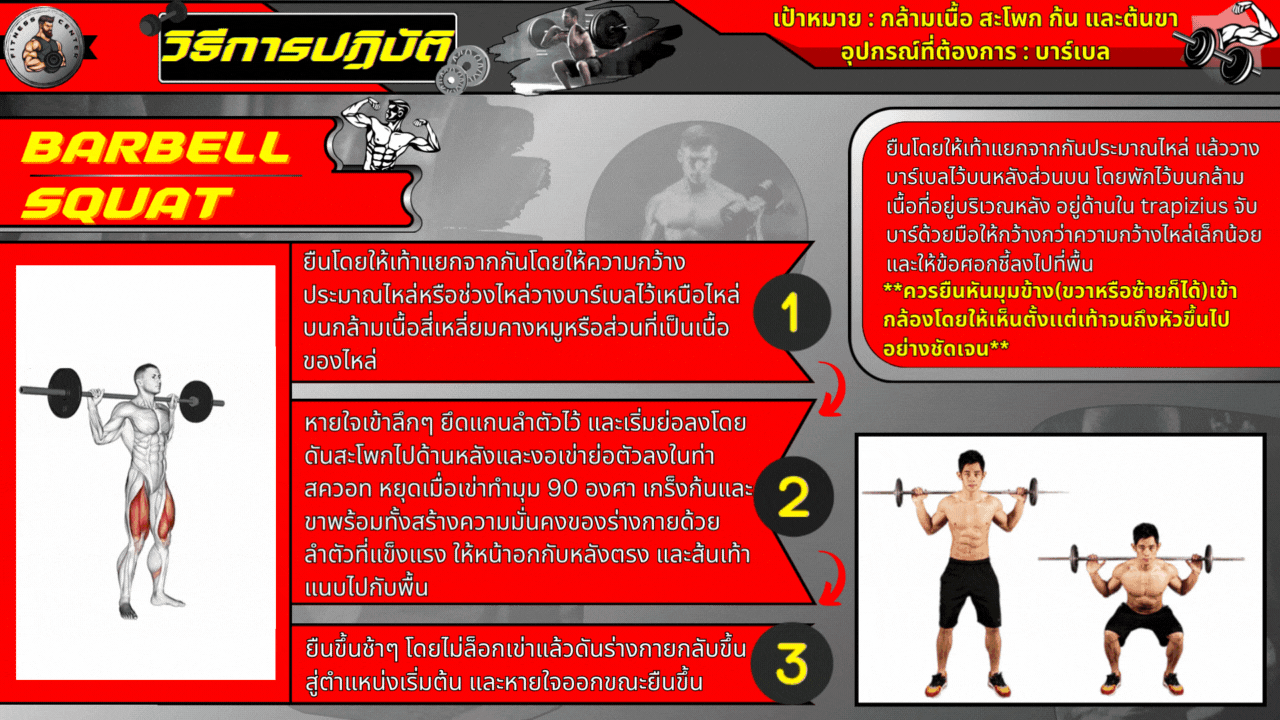 FITNESS CENTER
วิธีการปฏิบัติ
เป้าหมาย : กล้ามเนื้อ สะโพก ก้น และต้นขา
อุปกรณ์ที่ต้องการ : บาร์เบล
BARBELL
SQUAT
ยืนโดยให้เท้าแยกจากกันโดยให้ความกว้าง
ประมาณไหล่หรือช่วงไหล่วางบาร์เบลไว้เหนือไหล่
บนกล้ามเนื้อสี่เหลี่ยมคางหมูหรือส่วนที่เป็นเนื้อ
ของไหล่
1
หายใจเข้าลึกๆ ยึดแกนลำตัวไว้ และเริ่มย่อลงโดย
ดันสะโพกไปด้านหลังและงอเข่าย่อตัวลงในท่า
สควอท หยุดเมื่อเข่าทำมุม 90 องศา เกร็งก้นและ
ขาพร้อมทั้งสร้างความมั่นคงของร่างกายด้วย
ลำตัวที่แข็งแรง ให้หน้าอกกับหลังตรง และส้นเท้า
แนบไปกับพื้น
2
ยืนขึ้นช้าๆ โดยไม่ล็อกเข่าแล้วดันร่างกายกลับขึ้น
สู่ตำแหน่งเริ่มต้น และหายใจออกขณะยืนขึ้น
3
ยืนโดยให้เท้าแยกจากกันประมาณไหล่ แล้ววาง
บาร์เบลไว้บนหลังส่วนบน โดยพักไว้บนกล้าม
เนื้อที่อยู่บริเวณหลัง อยู่ด้านใน trapizius จับ
บาร์ด้วยมือให้กว้างกว่าความกว้างไหล่เล็กน้อย
และให้ข้อศอกชี้ลงไปที่พื้น
**ควรยืนหันมุมข้าง(ขวาหรือซ้ายก็ได้)เข้า
กล้องโดยให้เห็นตั้งแต่เท้าจนถึงหัวขึ้นไป
อย่างชัดเจน**